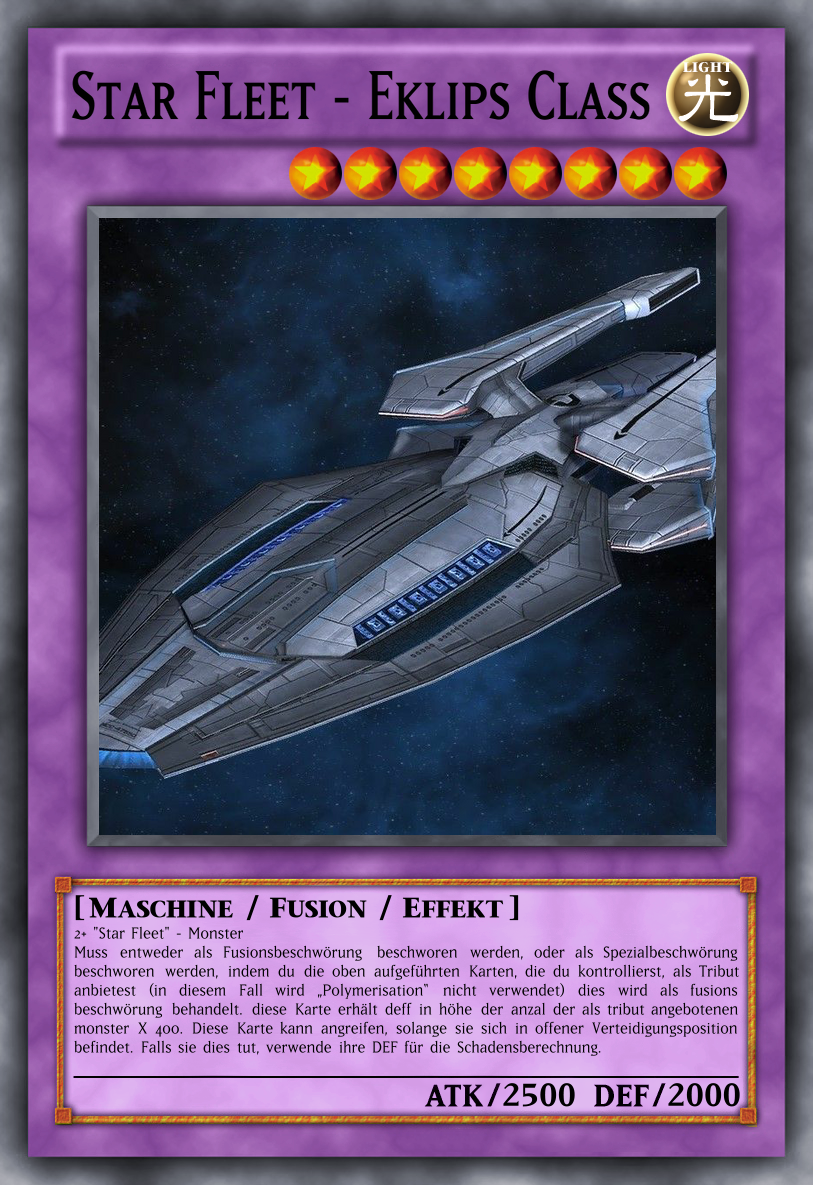 Star Fleet - Eklips Class
LIGHT
光
[ Maschine / Fusion / Effekt ]
2+ "Star Fleet" - Monster
Muss entweder als Fusionsbeschwörung beschworen werden, oder als Spezialbeschwörung
beschworen werden, indem du die oben aufgeführten Karten, die du kontrollierst, als Tribut
anbietest (in diesem Fall wird „Polymerisation" nicht verwendet) dies wird als fusions
beschwörung behandelt. diese Karte erhält deff in höhe der anzal der als tribut angebotenen
monster X 400. Diese Karte kann angreifen, solange sie sich in offener Verteidigungsposition
befindet. Falls sie dies tut, verwende ihre DEF für die Schadensberechnung.
ATK/2500 DEF/2000